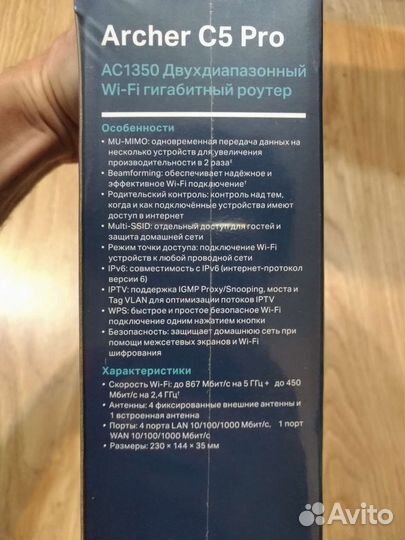 Archer C5 Pro
AC1350 Двухдиапазонный
Wi-Fi гигабитный роутер
Особенности
• MU-MIMO: одновременная передача данных на
несколько устройств для увеличения
производительности в 2 раза‡
• Beamforming: обеспечивает надёжное и
эффективное Wi-Fi подключение†
• Родительский контроль: контроль над тем,
когда и как подключённые устройства имеют
доступ в интернет
• Multi-SSID: отдельный доступ для гостей и
защита домашней сети
• Режим точки доступа: подключение Wi-Fi
устройств к любой проводной сети
• IPv6: совместимость с IPv6 (интернет-протокол
версии 6)
• IPTV: поддержка IGMP Proxy/Snooping, моста и
Tag VLAN для оптимизации потоков IPTV
• WPS: быстрое и простое безопасное Wi-Fi
подключение одним нажатием кнопки
• Безопасность: защищает домашнюю сеть при
помощи межсетевых экранов и Wi-Fi
шифрования
Характеристики
• Скорость Wi-Fi: до 867 Мбит/с на 5 ГГц + до 450
Мбит/с на 2,4 ГГц†
• Антенны: 4 фиксированные внешние антенны и
1 встроенная антенна
• Порты: 4 порта LAN 10/100/1000 Мбит/с, 1 порт
WAN 10/100/1000 Мбит/с
• Размеры: 230 × 144 × 35 мм
Avito